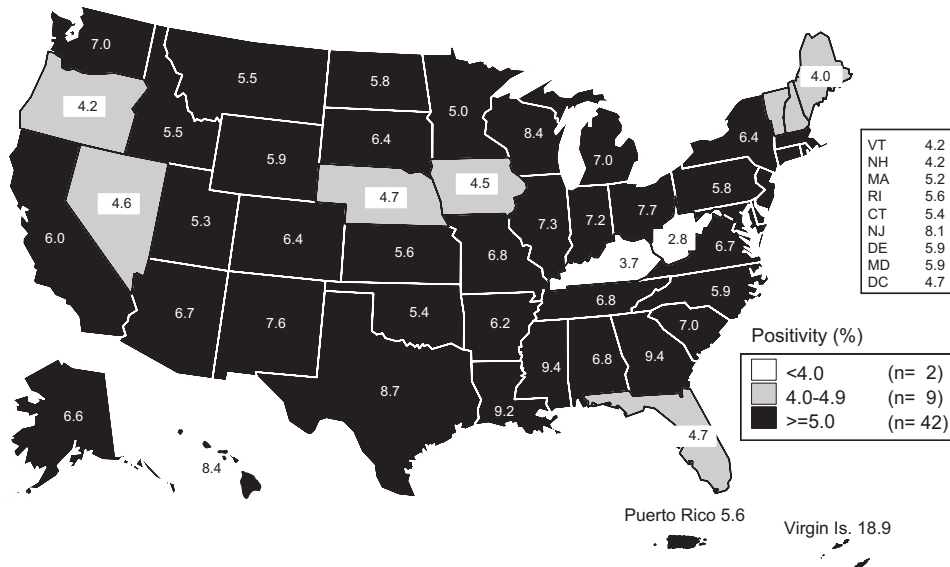 7.0
4.0
5.5
5.8
5.0
4.2
8.4
6.4
5.5
6.4
7.0
5.9
4.5
5.8
4.7
4.6
7.3
7.2
7.7
5.3
6.0
6.4
5.6
6.8
3.7
2.8
6.7
5.9
6.7
7.6
5.4
6.2
6.8
7.0
9.4
6.8
9.4
8.7
9.2
4.7
6.6
8.4
VT 4.2
NH 4.2
MA 5.2
RI 5.6
CT 5.4
NJ 8.1
DE 5.9
MD 5.9
DC 4.7
Positivity (%)
<4.0 (n= 2)
4.0-4.9 (n= 9)
>=5.0 (n= 42)
Puerto Rico 5.6
Virgin Is. 18.9